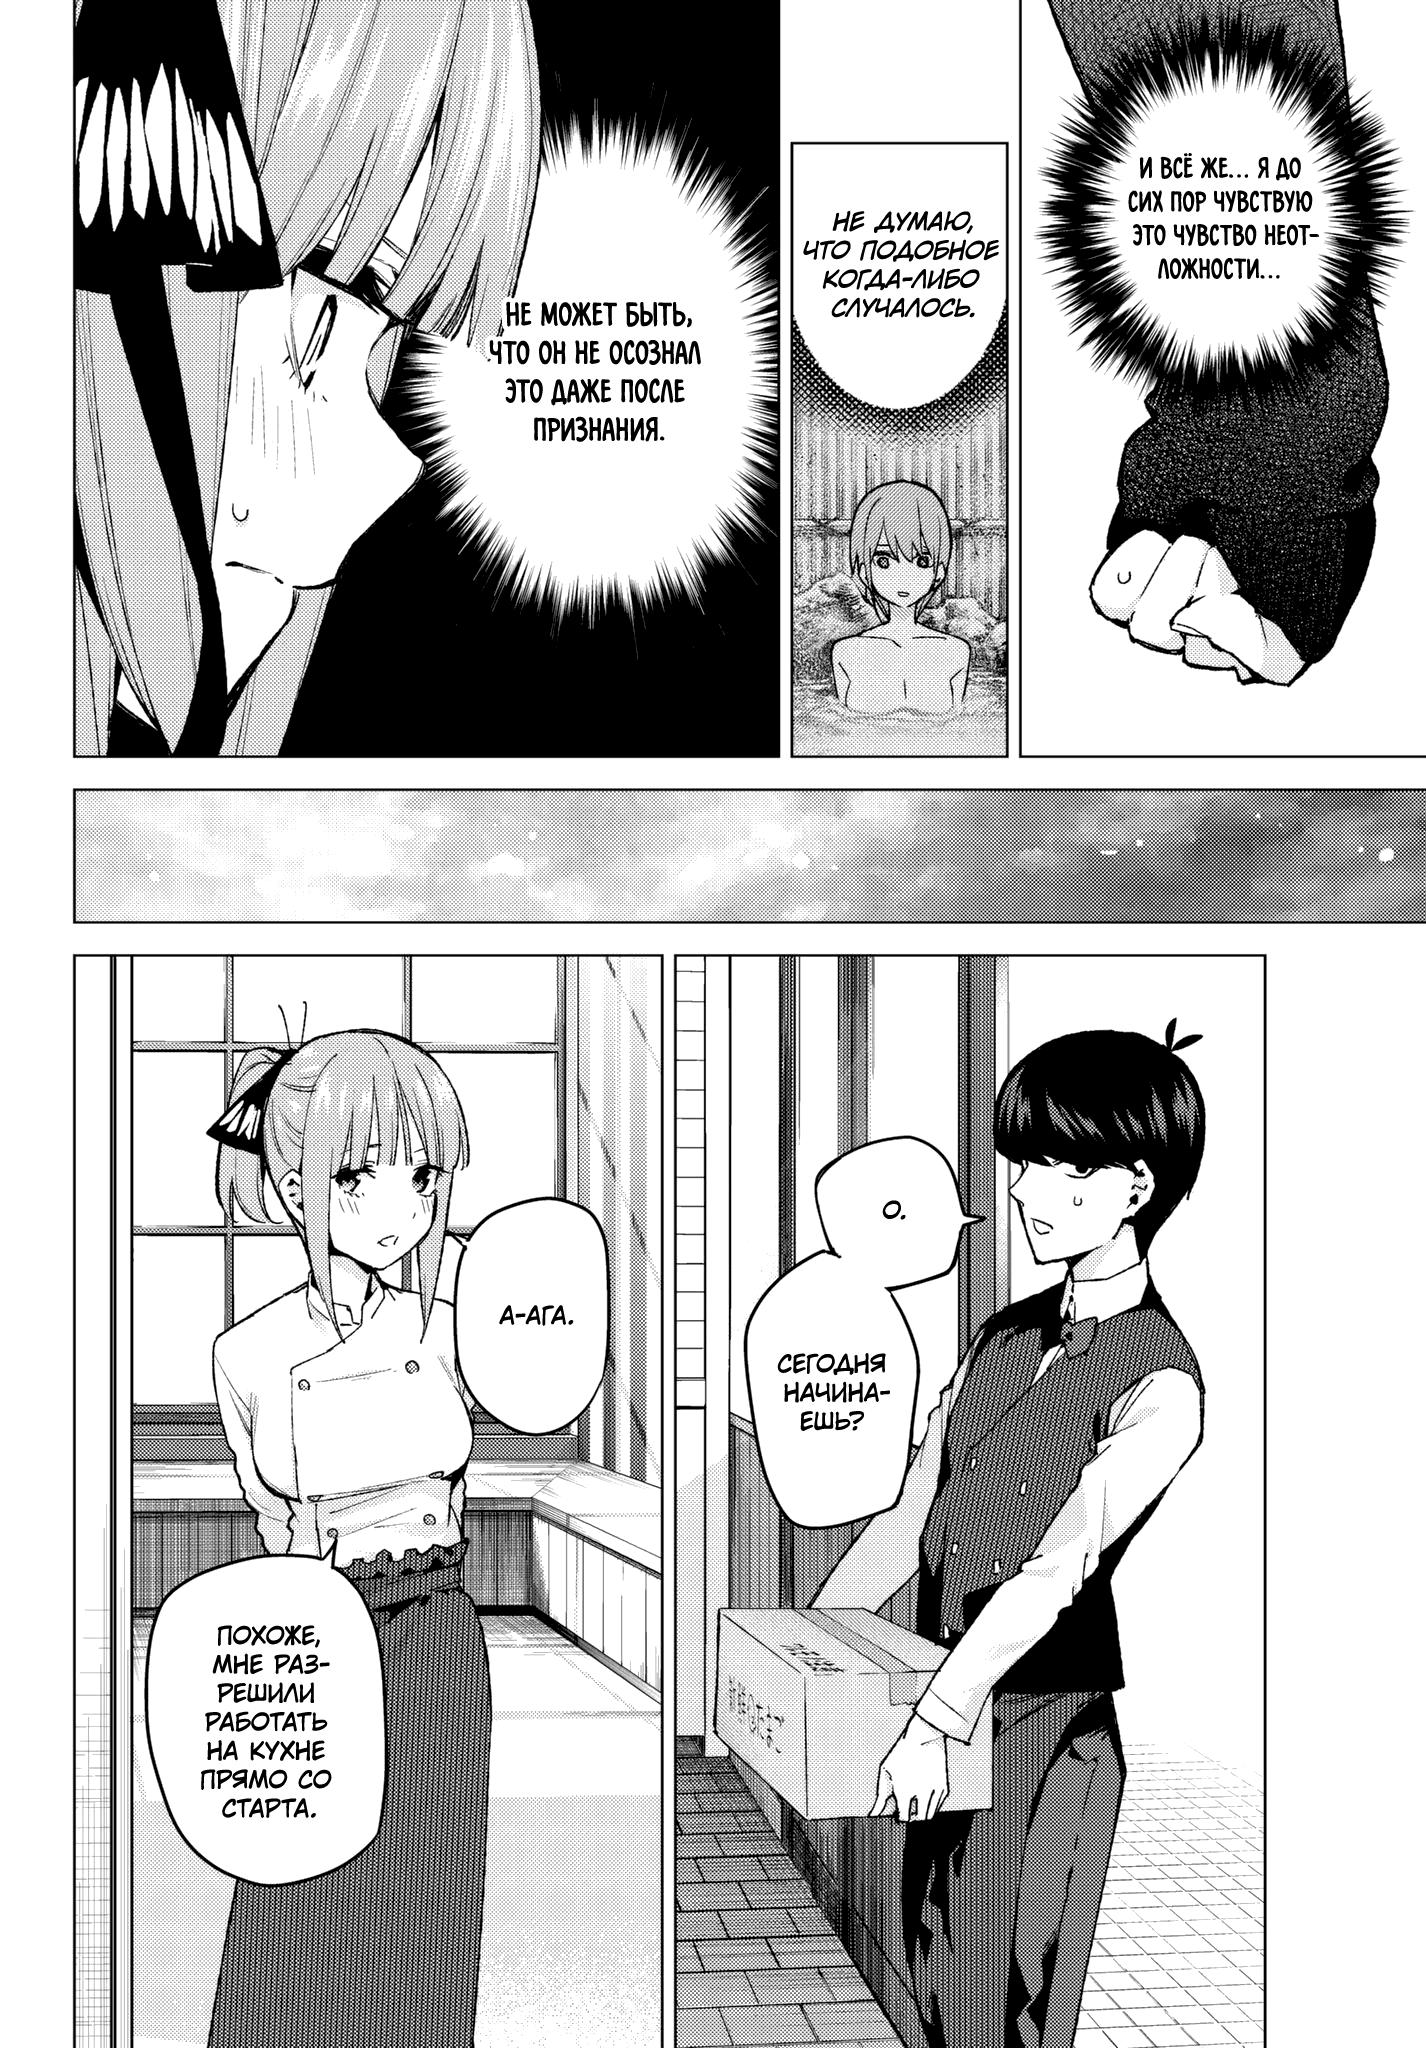 И ВСЁ ЖЕ... Я ДО
СИХ ПОР ЧУВСТВУЮ
ЭТО ЧУВСТВО НЕОТ-
ЛОЖНОСТИ...
НЕ ДУМАЮ,
ЧТО ПОДОБНОЕ
КОГДА-ЛИБО
СЛУЧАЛОСЬ.
НЕ МОЖЕТ БЫТЬ,
ЧТО ОН НЕ ОСОЗНАЛ
ЭТО ДАЖЕ ПОСЛЕ
ПРИЗНАНИЯ.
О.
СЕГОДНЯ
НАЧИНА-
ЕШЬ?
А-АГА.
ПОХОЖЕ,
МНЕ РАЗ-
РЕШИЛИ
РАБОТАТЬ
НА КУХНЕ
ПРЯМО СО
СТАРТА.